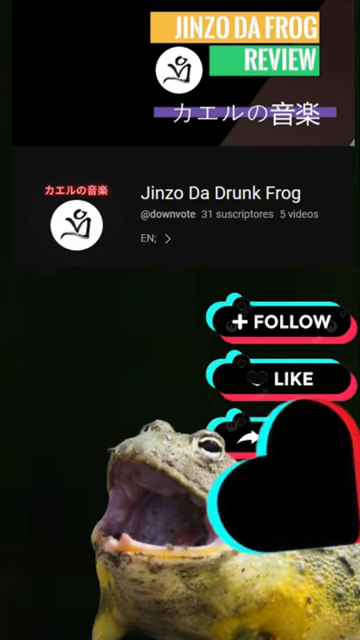 JINZO DA FROG
REVIEW
カエルの音楽
カエルの音楽
Jinzo Da Drunk Frog
@downvote 31 suscriptores 5 videos
EN;
+ FOLLOW
LIKE